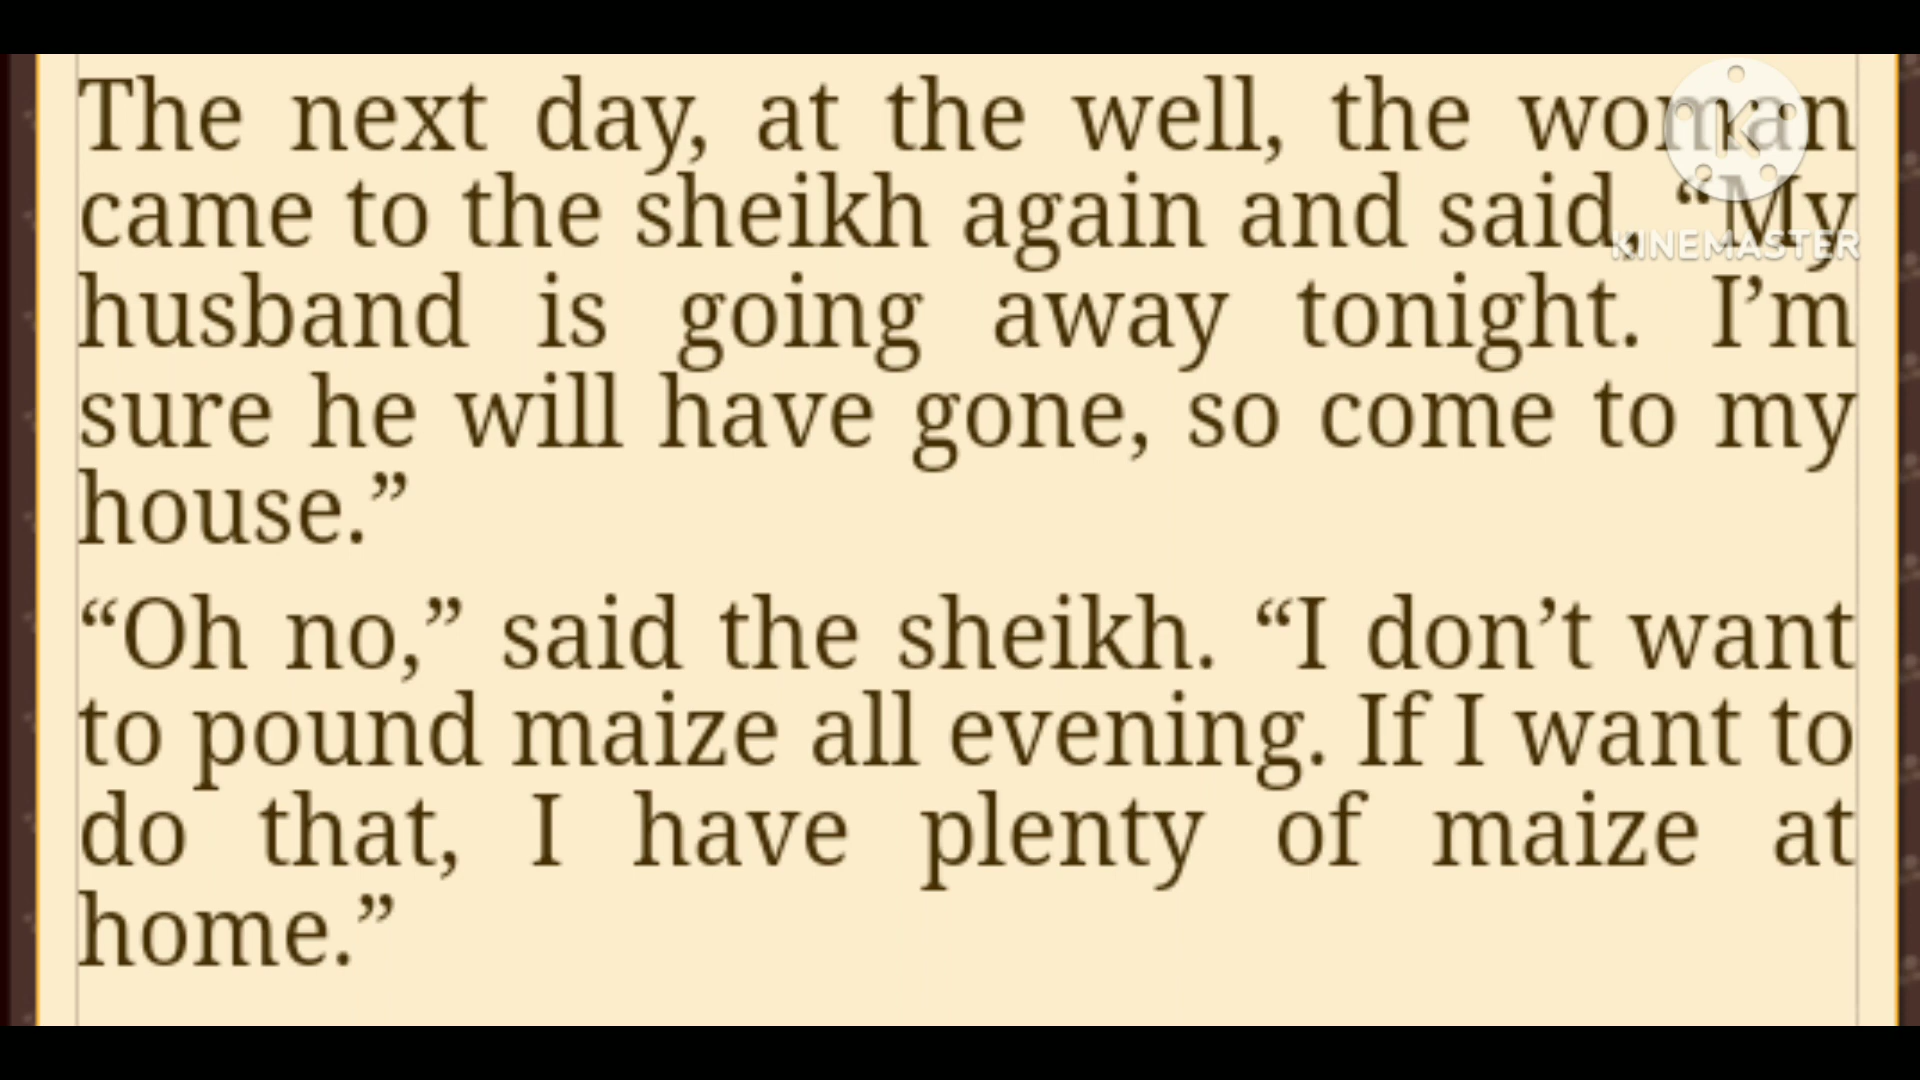 The next day, at the well, the woman
came to the sheikh again and said, “My
husband is going away tonight. I’m
sure he will have gone, so come to my
house.”
“Oh no,” said the sheikh. “I don’t want
to pound maize all evening. If I want to
do that, I have plenty of maize at
home.”
K
KINEMASTER